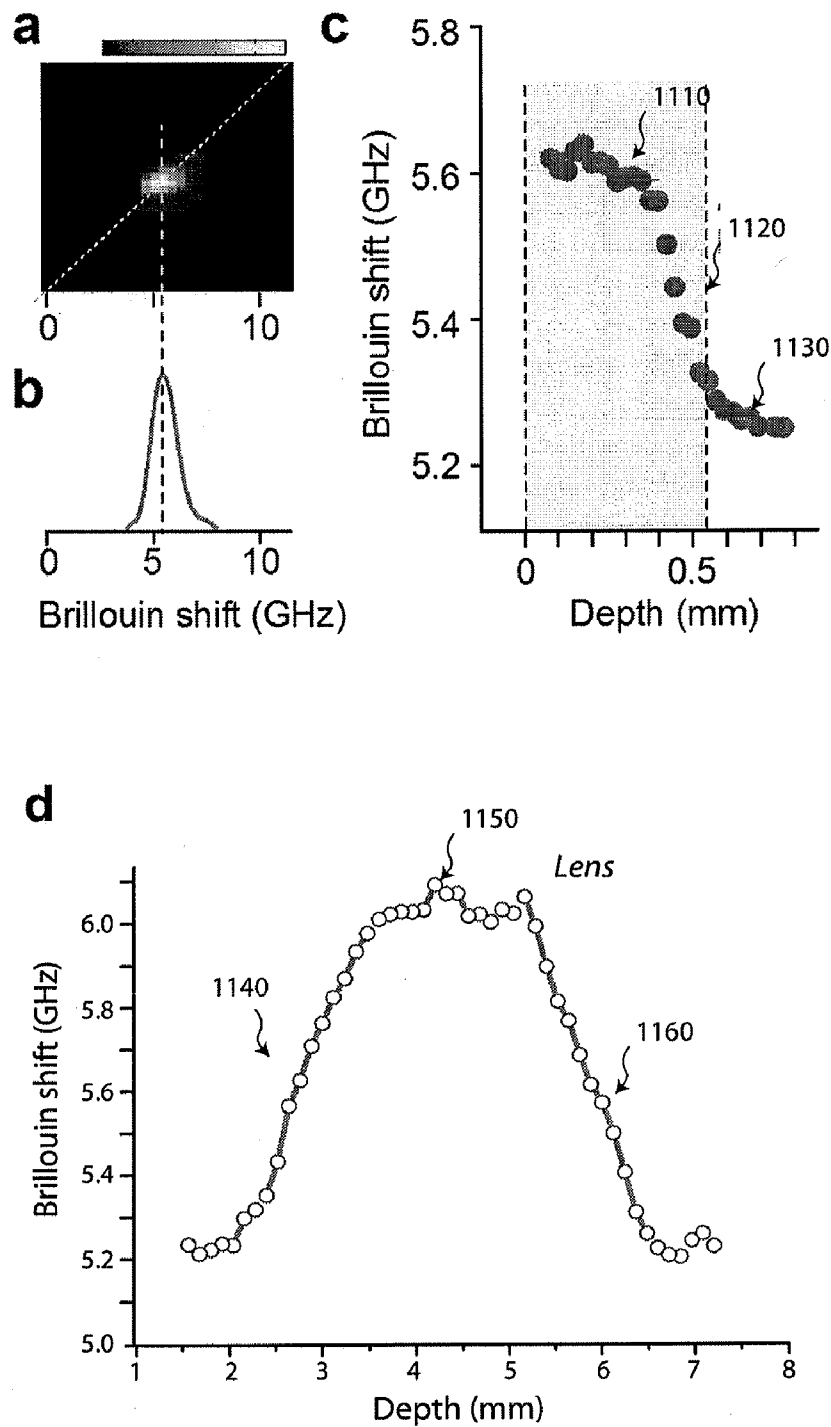 a
0 10
b
0 5 10
Brillouin shift (GHz)
c
5.8
5.6
5.4
5.2
Brillouin shift (GHz)
1110
1120
1130
0 0.5
Depth (mm)
d
1150
Lens
1140
1160
6.0
5.8
5.6
5.4
5.2
5.0
Brillouin shift (GHz)
1 2 3 4 5 6 7 8
Depth (mm)